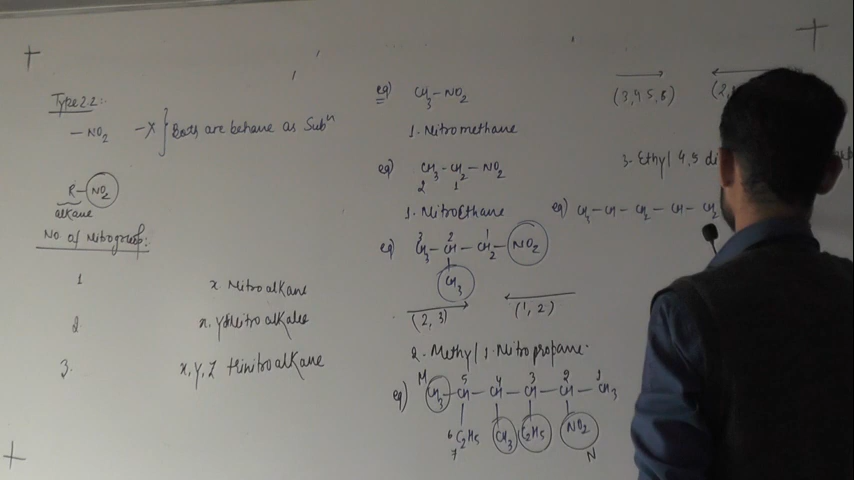 Type 2.2:-
-NO2 -X } Both are behave as Subn
R-NO2
alkane
No of Nitrogroup:
1 x. Nitroalkane
2. x, y
3. x, y, z trinitroalkane
eg) CH3-NO2
1. Nitromethane
eg) CH3-CH2-NO2
2 1
1. NitroEthane
3 2 1
eg) CH3-CH-CH2-NO2
CH3
(2,3) (1,2)
2. Methyl 1. Nitropropane.
M 5 4 3 2 1
eg) CH3-CH-CH-CH-CH-CH3
6 C2H5 CH3 C2H5 NO2
7 N
(3,4 5,6) (2,
3. Ethyl 4,5 di
eg) CH3-CH-CH2-CH-CH2